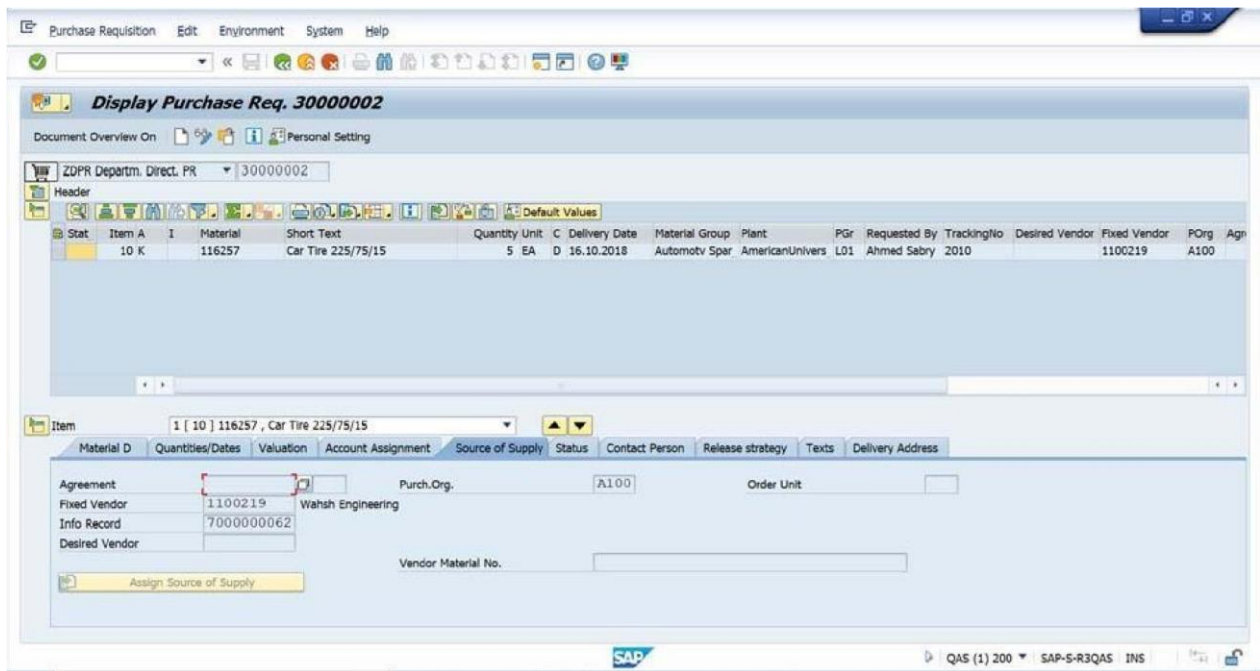 Purchase Requisition Edit Environment System Help
Display Purchase Req. 30000002
Document Overview On Personal Setting
ZDPR Departm. Direct. PR 30000002
Header
Default Values
Stat Item A I Material Short Text Quantity Unit C Delivery Date Material Group Plant PGr Requested By TrackingNo Desired Vendor Fixed Vendor POrg Agr
10 K 116257 Car Tire 225/75/15 5 EA D 16.10.2018 Automotv Spar AmericanUnivers L01 Ahmed Sabry 2010 1100219 A100
Item 1 [ 10 ] 116257 , Car Tire 225/75/15
Material D Quantities/Dates Valuation Account Assignment Source of Supply Status Contact Person Release strategy Texts Delivery Address
Agreement Purch.Org. A100 Order Unit
Fixed Vendor 1100219 Wahsh Engineering
Info Record 7000000062
Desired Vendor
Vendor Material No.
Assign Source of Supply
SAP QAS (1) 200 SAP-S-R3QAS INS